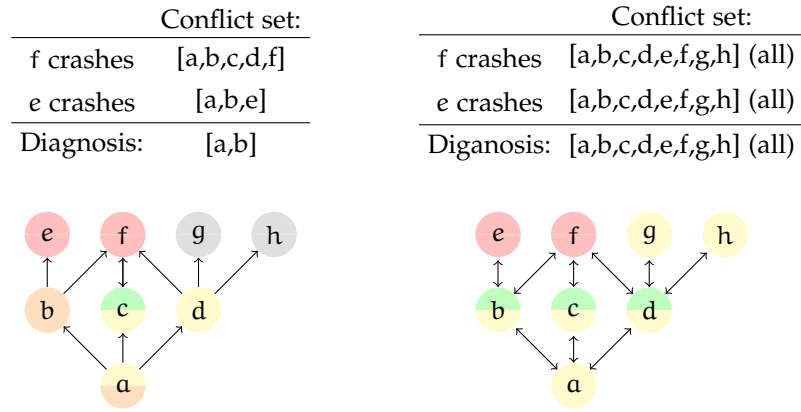 Conflict set:
f crashes [a,b,c,d,f]
e crashes [a,b,e]
Diagnosis: [a,b]
e f g h
b c d
a
Conflict set:
f crashes [a,b,c,d,e,f,g,h] (all)
e crashes [a,b,c,d,e,f,g,h] (all)
Diganosis: [a,b,c,d,e,f,g,h] (all)
e f g h
b c d
a